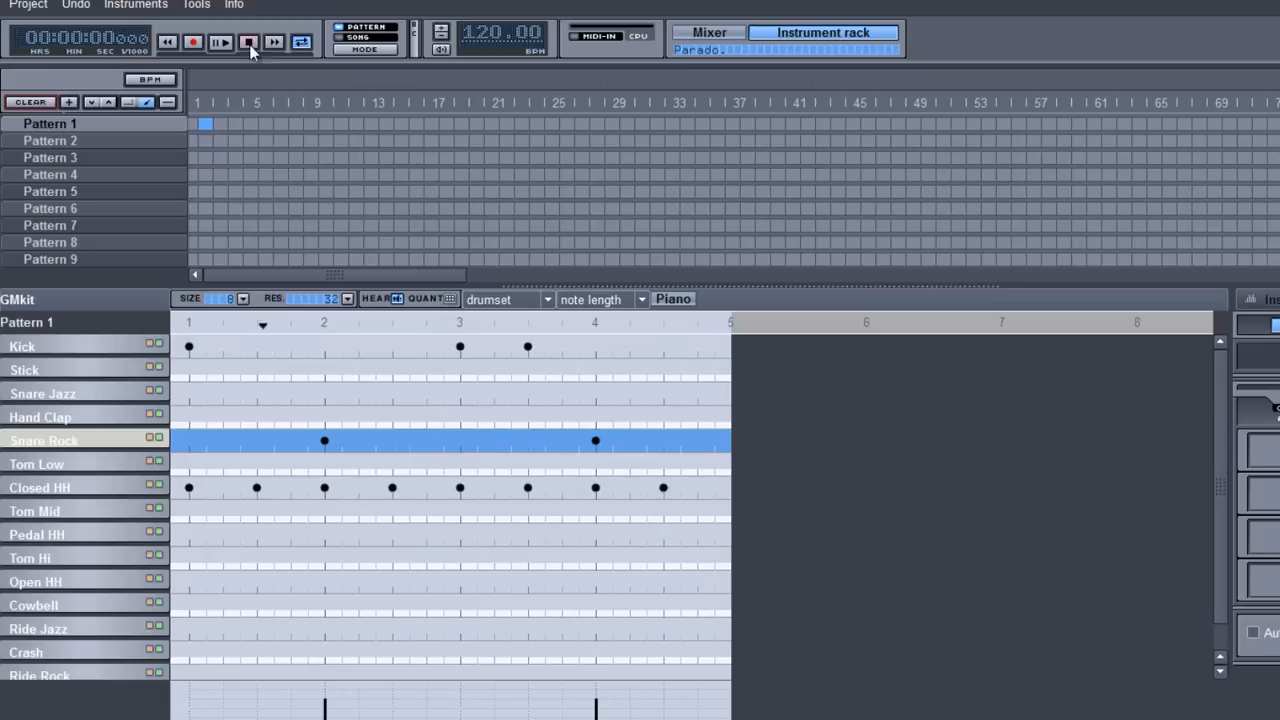 Project Undo Instruments Tools Info
00:00:00:000
HRS MIN SEC 1/1000
PATTERN
SONG
MODE
120.00
BPM
MIDI-IN CPU
Mixer Instrument rack
Parado.
BPM
CLEAR
1 5 9 13 17 21 25 29 33 37 41 45 49 53 57 61 65 69
Pattern 1
Pattern 2
Pattern 3
Pattern 4
Pattern 5
Pattern 6
Pattern 7
Pattern 8
Pattern 9
GMkit SIZE 8 RES. 32 HEAR QUANT drumset note length Piano
Pattern 1 1 2 3 4 5 6 7 8
Kick
Stick
Snare Jazz
Hand Clap
Snare Rock
Tom Low
Closed HH
Tom Mid
Pedal HH
Tom Hi
Open HH
Cowbell
Ride Jazz
Crash
Ride Rock